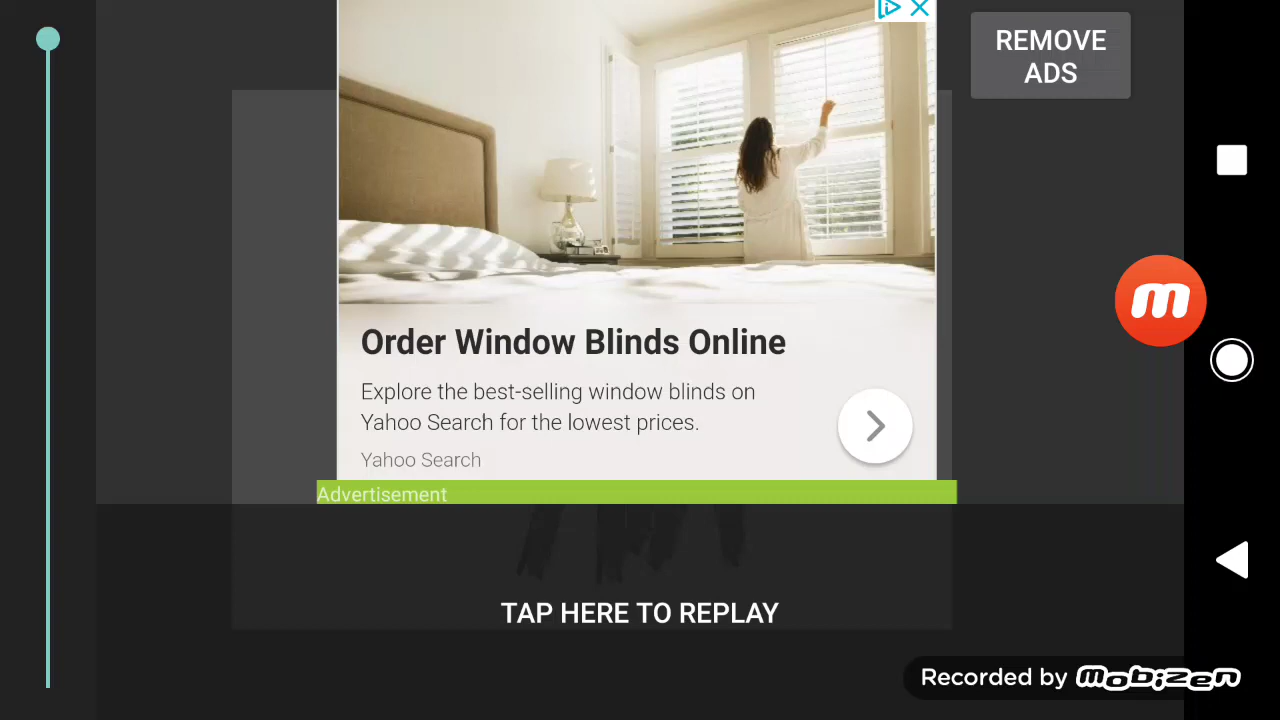 REMOVE
ADS
Order Window Blinds Online
Explore the best-selling window blinds on
Yahoo Search for the lowest prices.
Yahoo Search
Advertisement
TAP HERE TO REPLAY
Recorded by mobizen